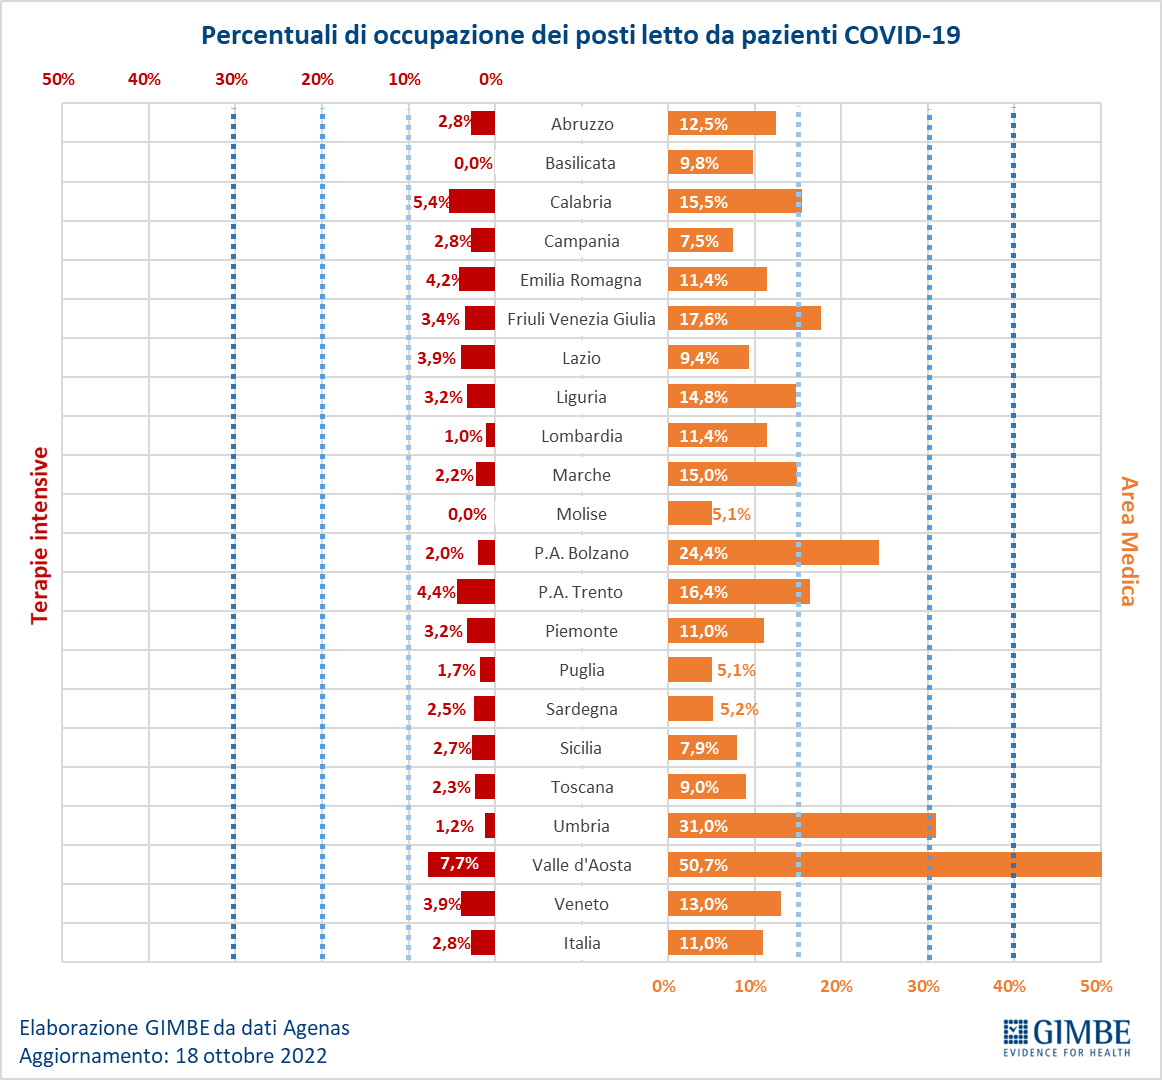 Percentuali di occupazione dei posti letto da pazienti COVID-19
50% 40% 30% 20% 10% 0%
2,8% Abruzzo 12,5%
0,0% Basilicata 9,8%
5,4% Calabria 15,5%
2,8% Campania 7,5%
4,2% Emilia Romagna 11,4%
3,4% Friuli Venezia Giulia 17,6%
3,9% Lazio 9,4%
3,2% Liguria 14,8%
1,0% Lombardia 11,4%
2,2% Marche 15,0%
0,0% Molise 5,1%
2,0% P.A. Bolzano 24,4%
4,4% P.A. Trento 16,4%
3,2% Piemonte 11,0%
1,7% Puglia 5,1%
2,5% Sardegna 5,2%
2,7% Sicilia 7,9%
2,3% Toscana 9,0%
1,2% Umbria 31,0%
7,7% Valle d'Aosta 50,7%
3,9% Veneto 13,0%
2,8% Italia 11,0%
Terapie intensive
Area Medica
0% 10% 20% 30% 40% 50%
Elaborazione GIMBE da dati Agenas
Aggiornamento: 18 ottobre 2022
GIMBE
EVIDENCE FOR HEALTH